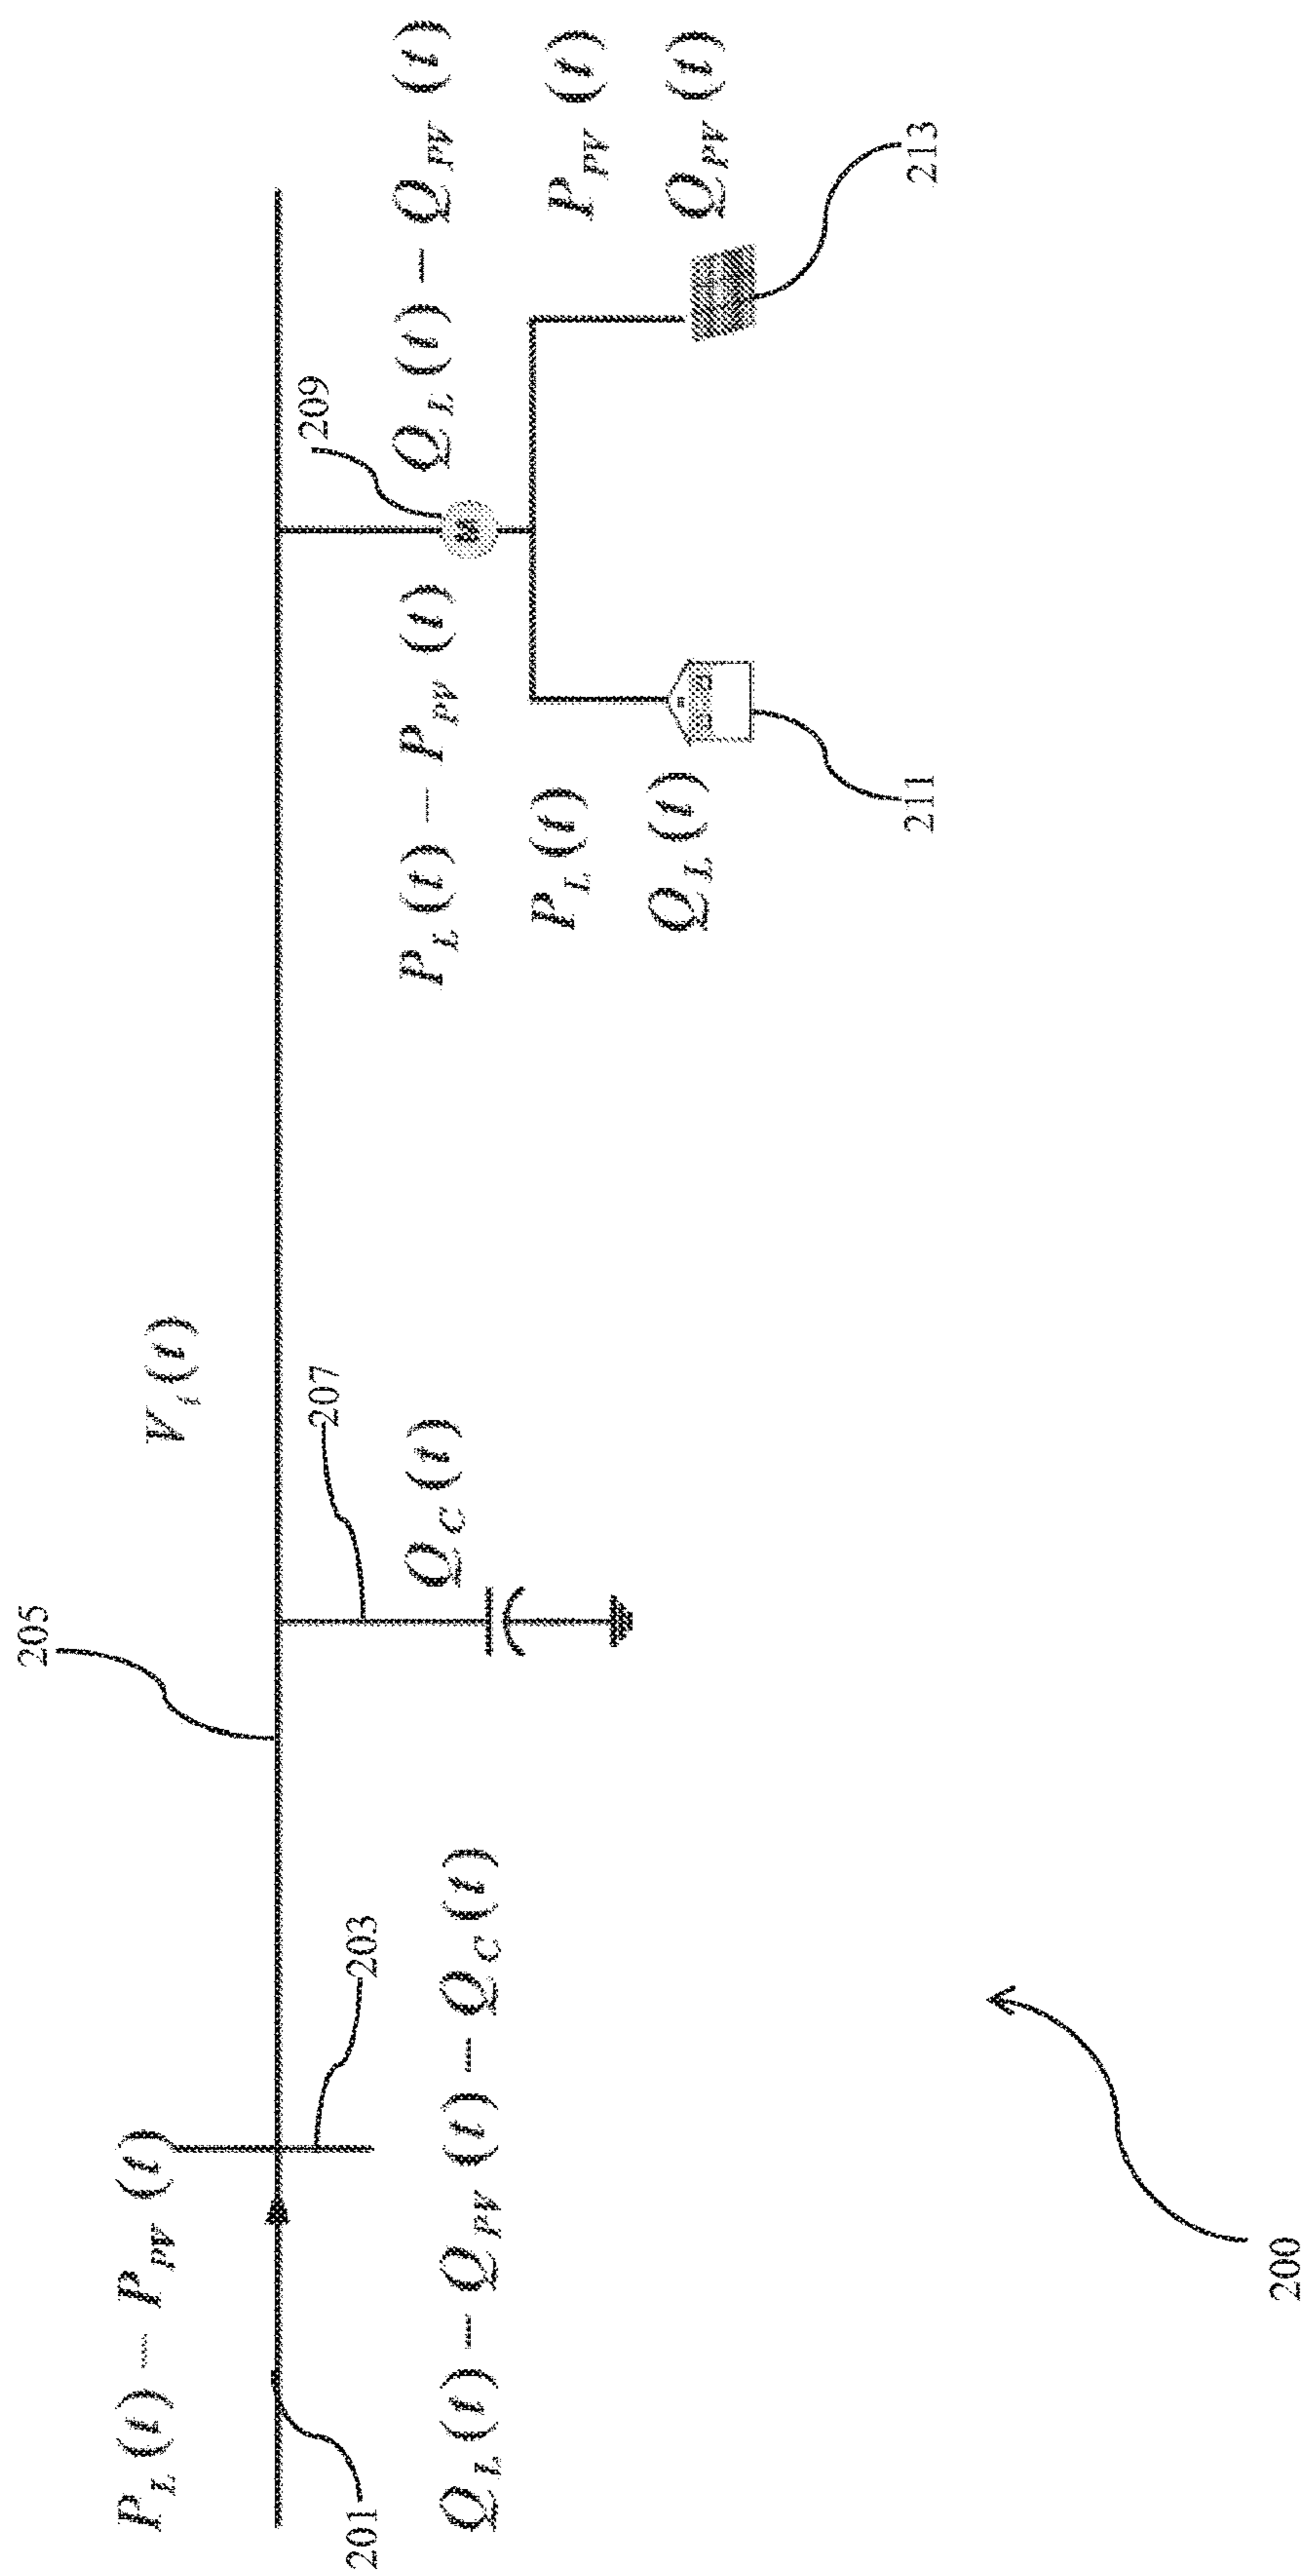 P_L(t) − P_PV(t)
201
203
Q_L(t) − Q_PV(t) − Q_C(t)
205
V_i(t)
207
Q_C(t)
209
P_L(t) − P_PV(t)
Q_L(t) − Q_PV(t)
P_L(t)
Q_L(t)
M
P_PV(t)
Q_PV(t)
211
213
200